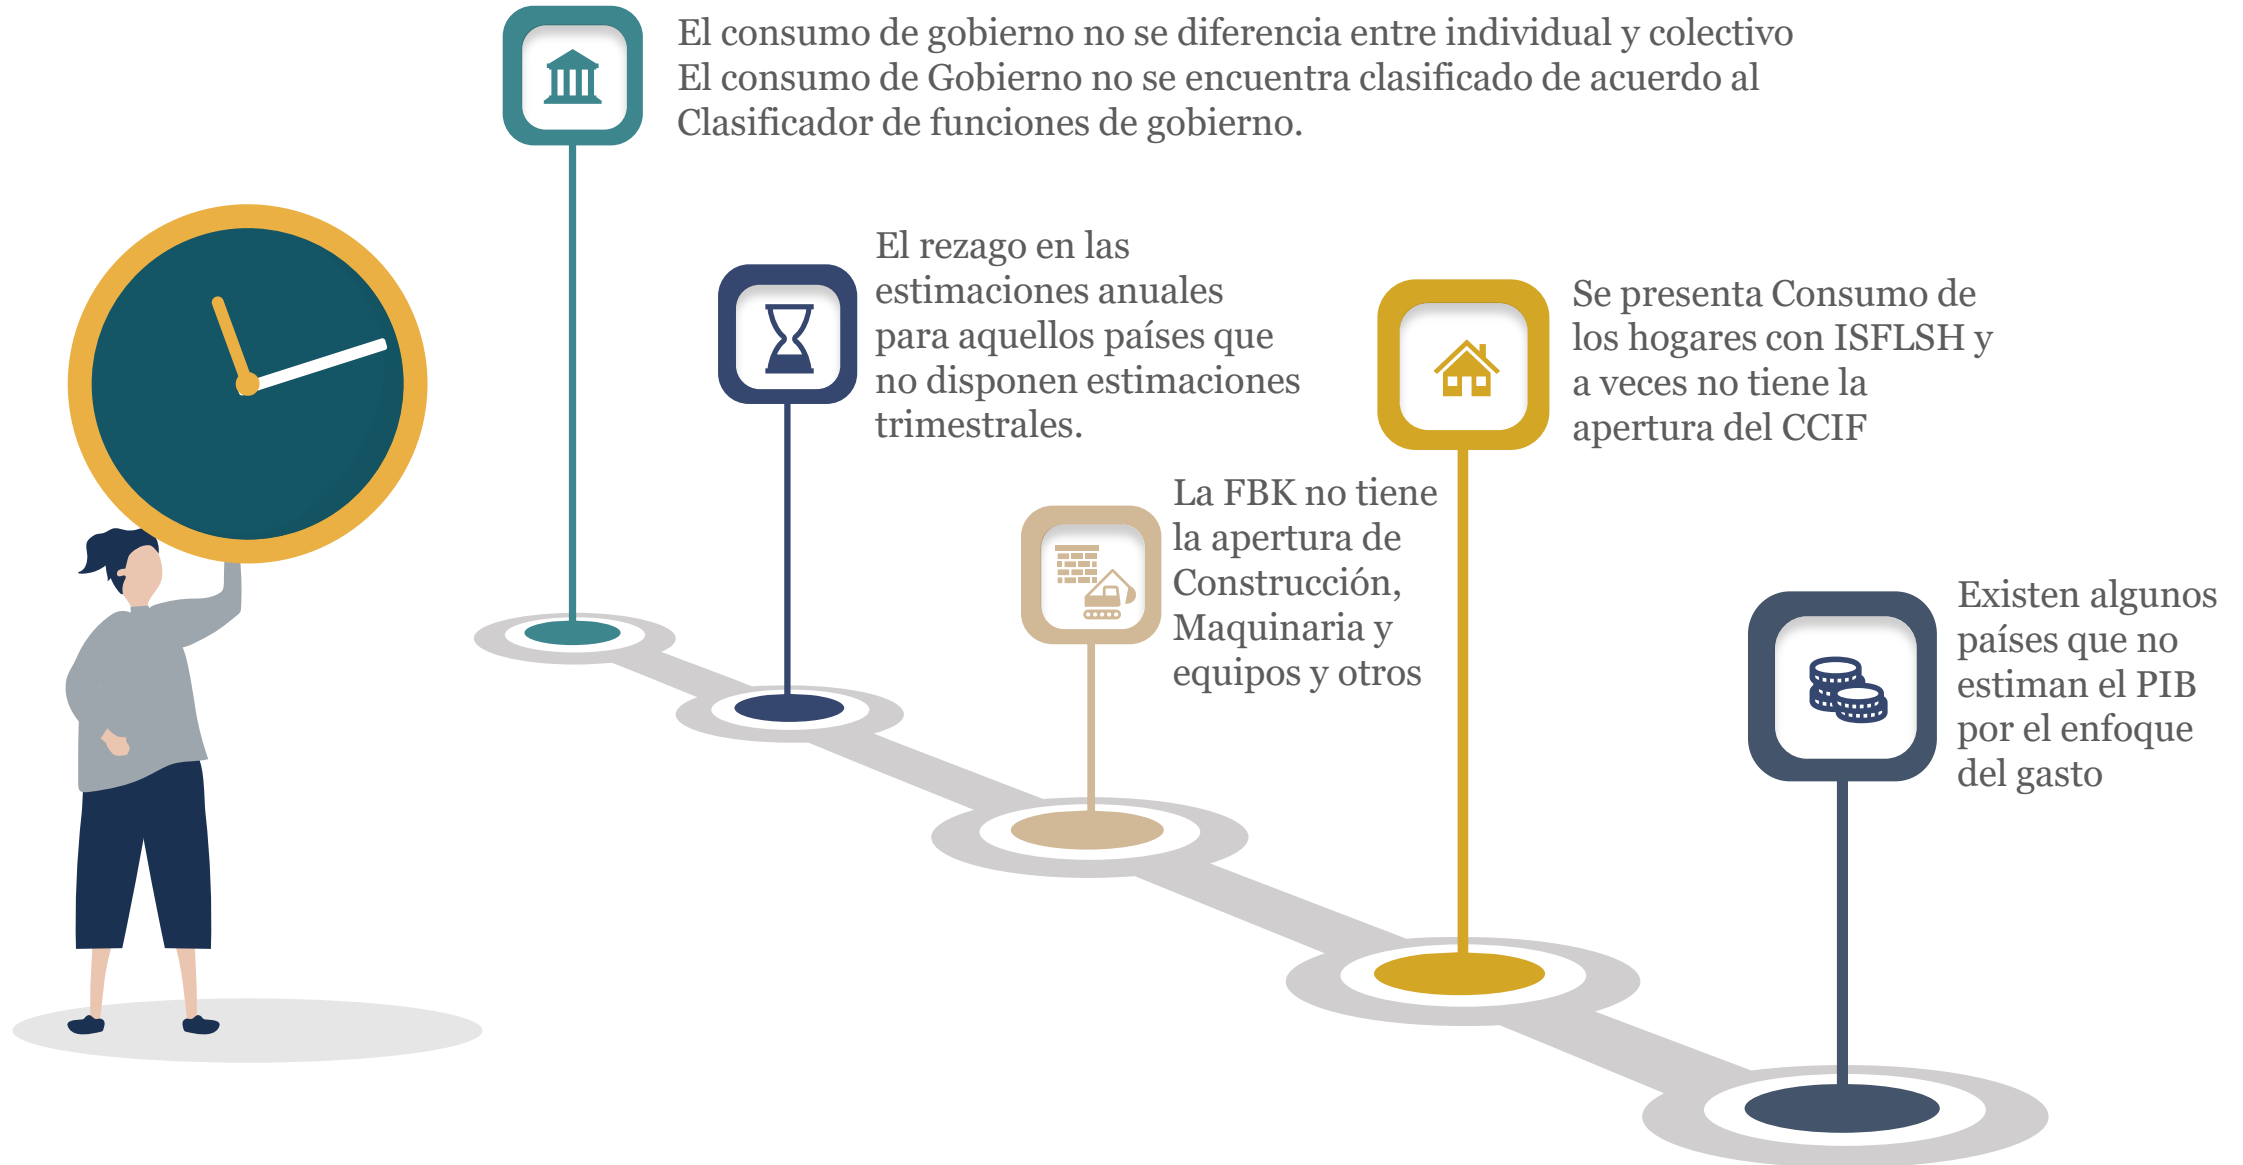 El consumo de gobierno no se diferencia entre individual y colectivo
El consumo de Gobierno no se encuentra clasificado de acuerdo al
Clasificador de funciones de gobierno.
El rezago en las
estimaciones anuales
para aquellos países que
no disponen estimaciones
trimestrales.
La FBK no tiene
la apertura de
Construcción,
Maquinaria y
equipos y otros
Se presenta Consumo de
los hogares con ISFLSH y
a veces no tiene la
apertura del CCIF
Existen algunos
países que no
estiman el PIB
por el enfoque
del gasto